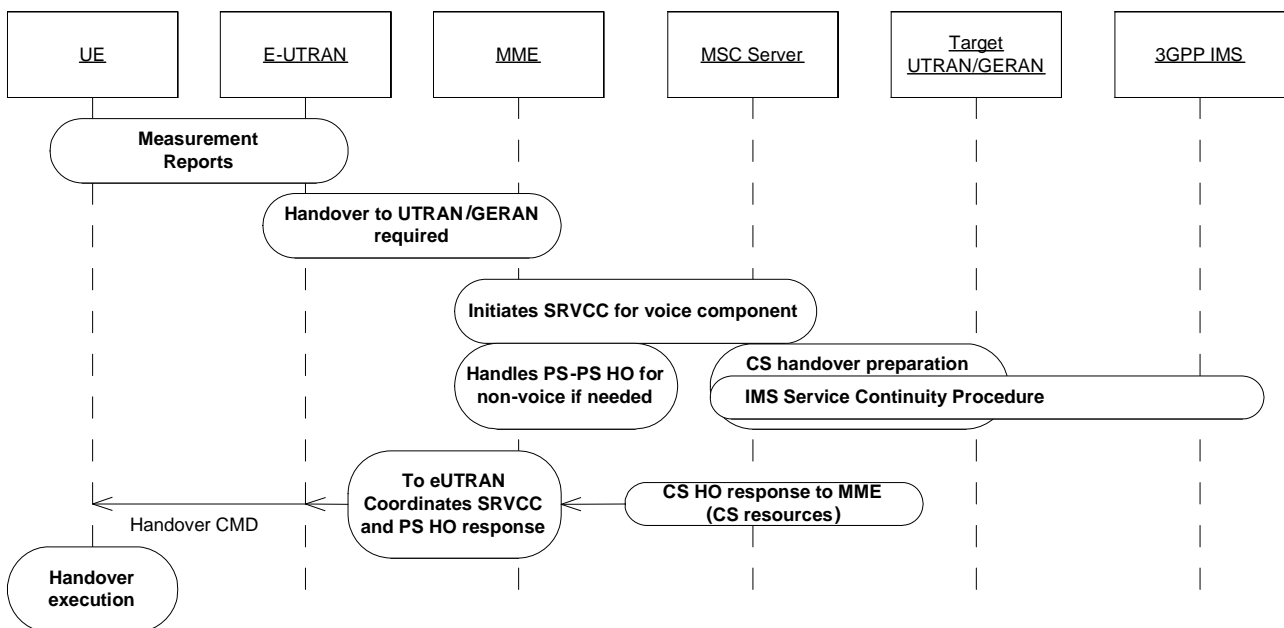 UE
E-UTRAN
MME
MSC Server
Target
UTRAN/GERAN
3GPP IMS
Measurement
Reports
Handover to UTRAN/GERAN
required
Initiates SRVCC for voice component
Handles PS-PS HO for
non-voice if needed
CS handover preparation
IMS Service Continuity Procedure
To eUTRAN
Coordinates SRVCC
and PS HO response
CS HO response to MME
(CS resources)
Handover CMD
Handover
execution